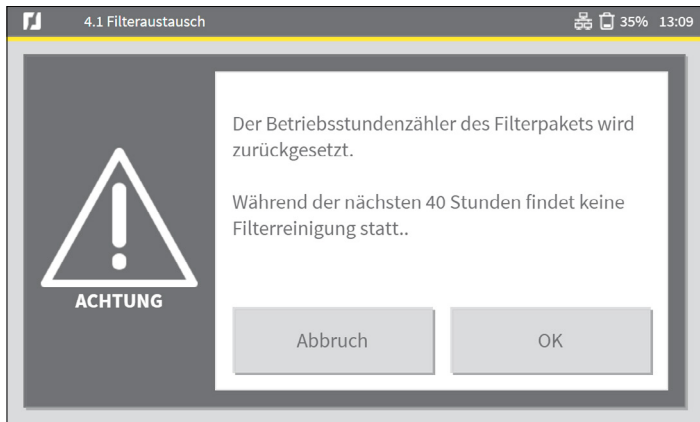 4.1 Filteraustausch
35% 13:09
Der Betriebsstundenzähler des Filterpakets wird
zurückgesetzt.
Während der nächsten 40 Stunden findet keine
Filterreinigung statt..
ACHTUNG
Abbruch
OK